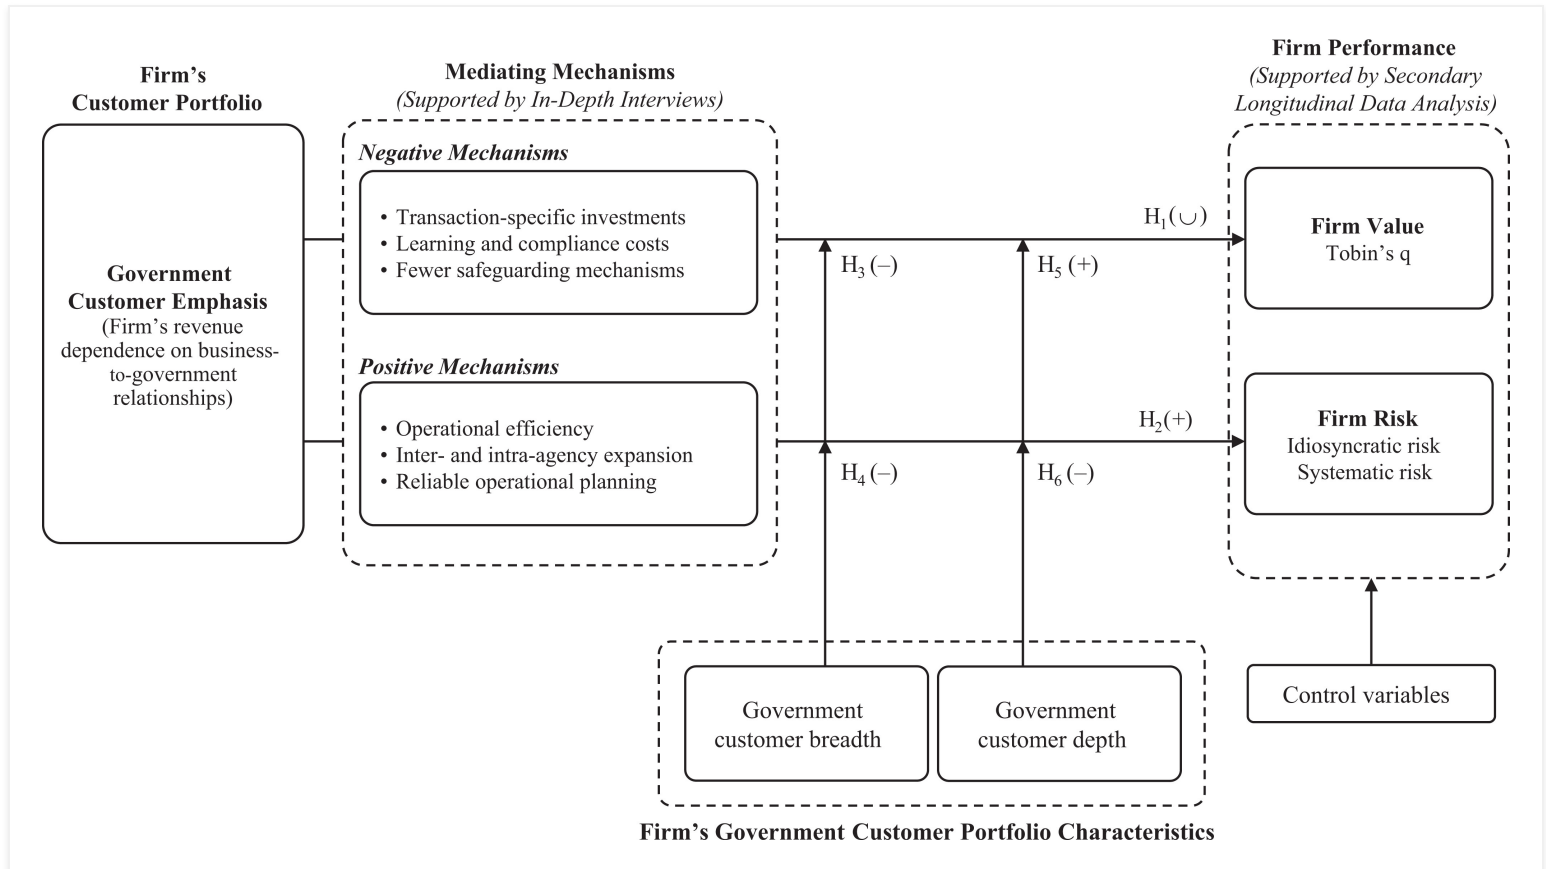 Firm's
Customer Portfolio
Government
Customer Emphasis
(Firm's revenue
dependence on business-
to-government
relationships)
Mediating Mechanisms
(Supported by In-Depth Interviews)
Negative Mechanisms
• Transaction-specific investments
• Learning and compliance costs
• Fewer safeguarding mechanisms
Positive Mechanisms
• Operational efficiency
• Inter- and intra-agency expansion
• Reliable operational planning
H₁(◡)
H₃(–)
H₅(+)
H₂(+)
H₄(–)
H₆(–)
Firm Performance
(Supported by Secondary
Longitudinal Data Analysis)
Firm Value
Tobin's q
Firm Risk
Idiosyncratic risk
Systematic risk
Control variables
Government
customer breadth
Government
customer depth
Firm's Government Customer Portfolio Characteristics